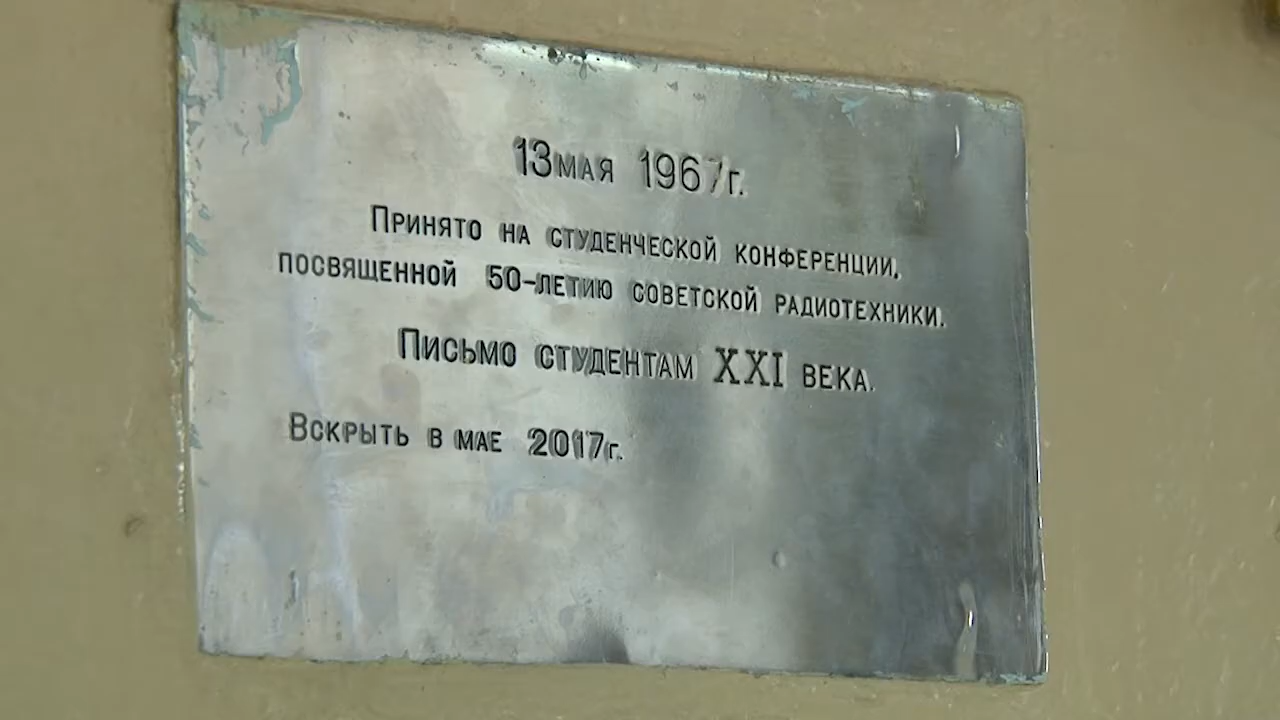 13 мая 1967г.
Принято на студенческой конференции,
посвященной 50-летию советской радиотехники.
Письмо студентам XXI века.
Вскрыть в мае 2017г.